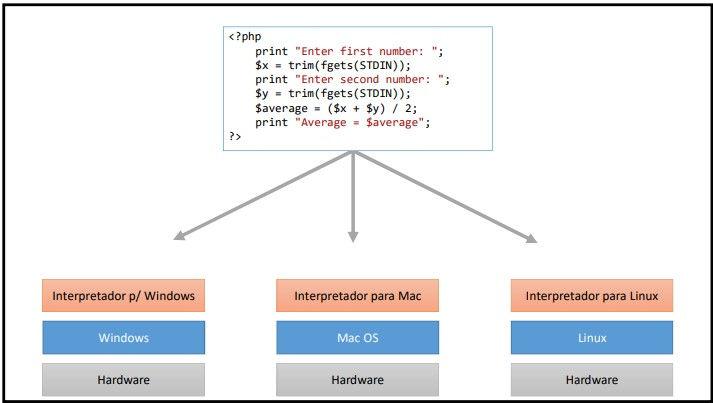 <?php
    print "Enter first number: ";
    $x = trim(fgets(STDIN));
    print "Enter second number: ";
    $y = trim(fgets(STDIN));
    $average = ($x + $y) / 2;
    print "Average = $average";
?>
Interpretador p/ Windows
Interpretador para Mac
Interpretador para Linux
Windows
Mac OS
Linux
Hardware
Hardware
Hardware